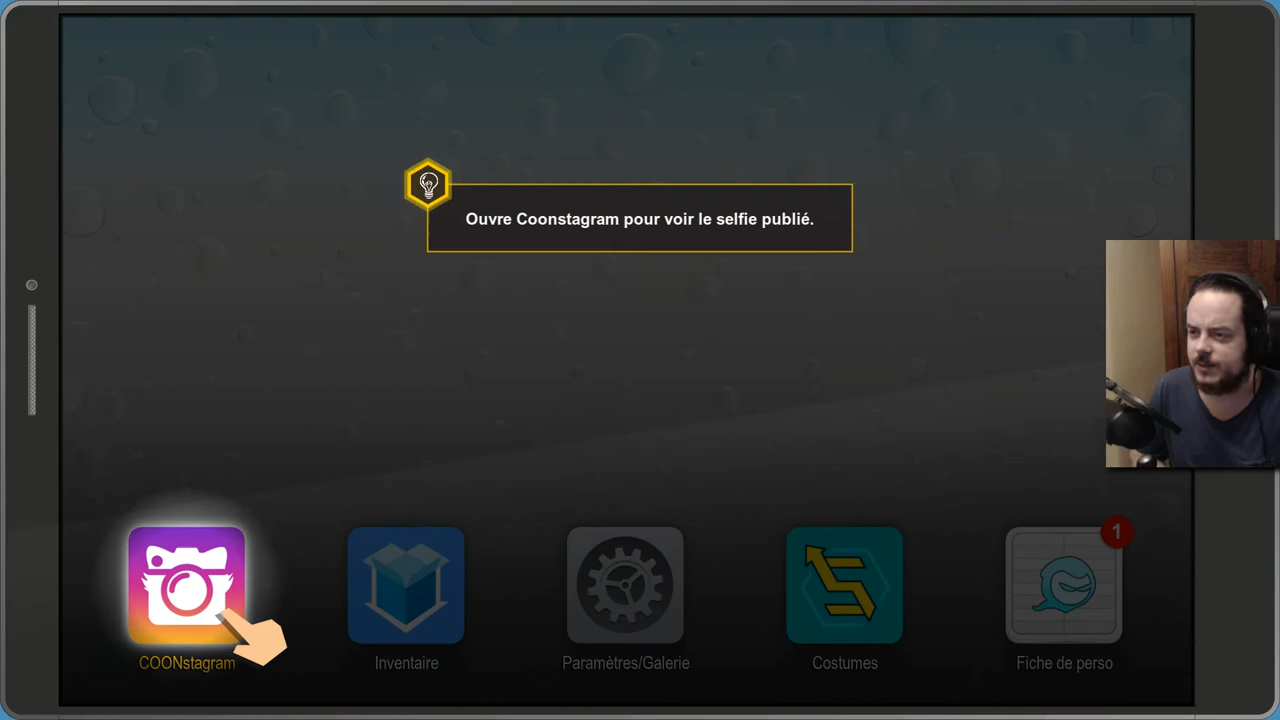 Ouvre Coonstagram pour voir le selfie publié.
1
COONstagram
Inventaire
Paramètres/Galerie
Costumes
Fiche de perso